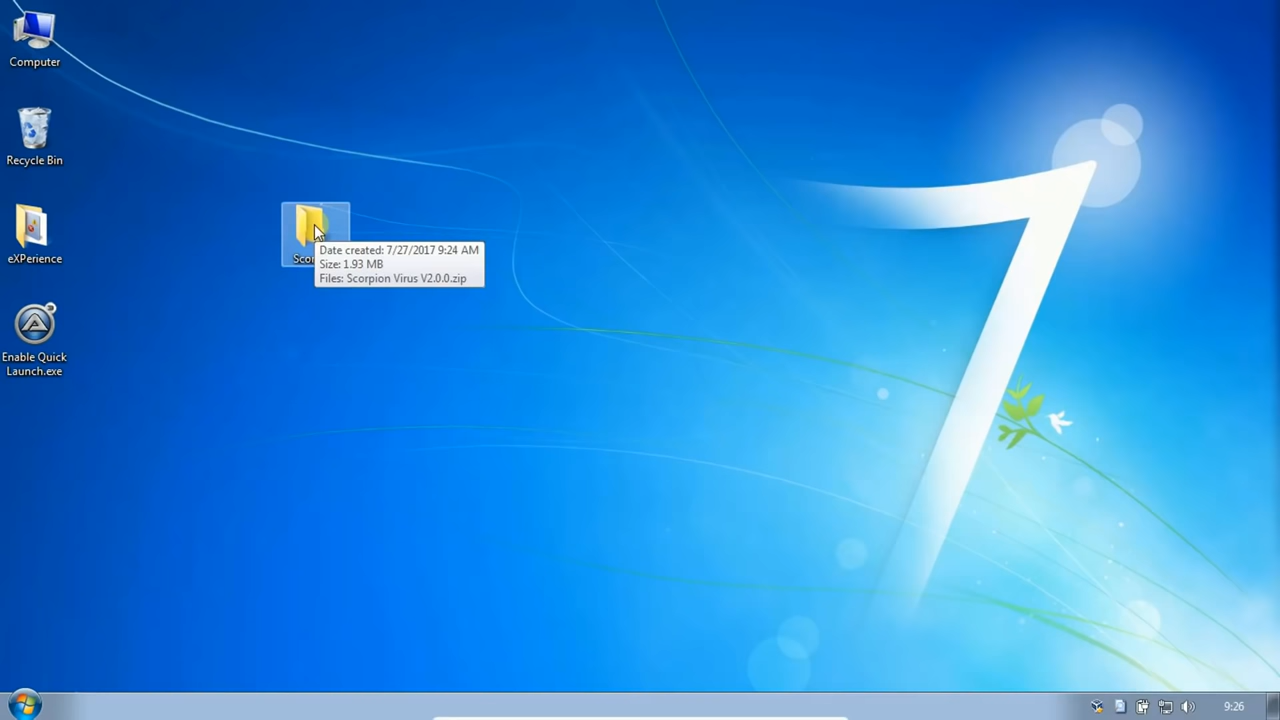 Computer
Recycle Bin
eXPerience
Enable Quick
Launch.exe
Date created: 7/27/2017 9:24 AM
Size: 1.93 MB
Files: Scorpion Virus V2.0.0.zip
9:26